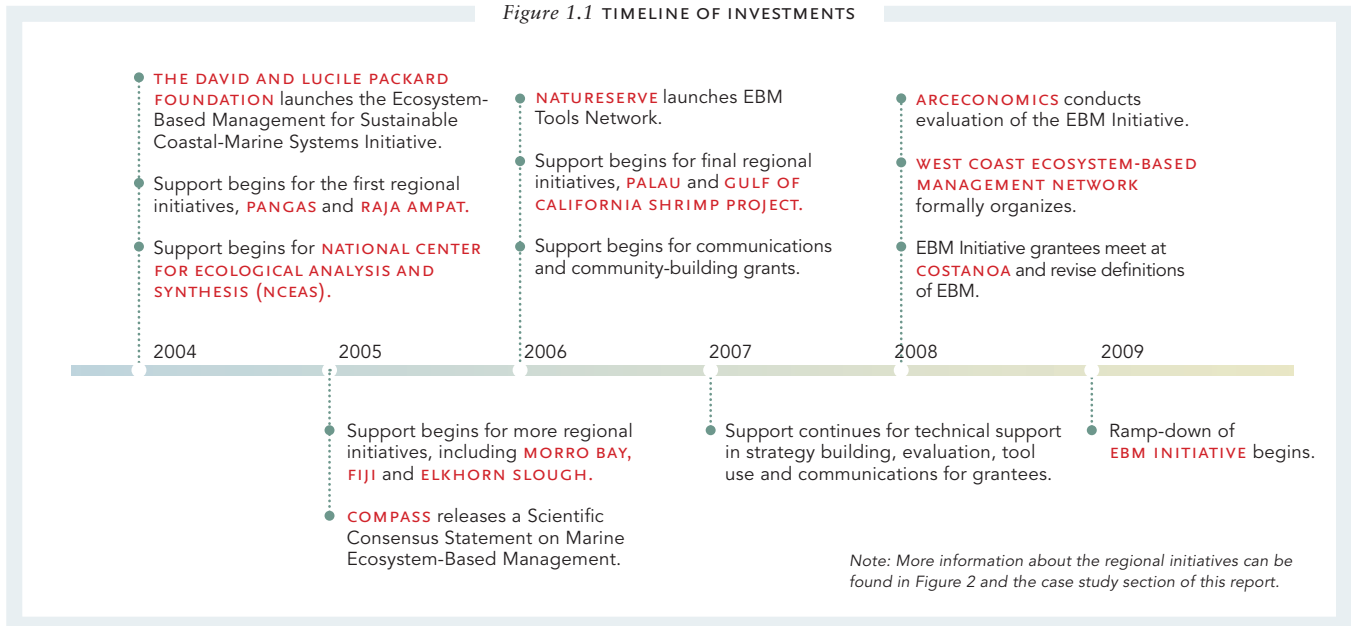 Figure 1.1 TIMELINE OF INVESTMENTS
THE DAVID AND LUCILE PACKARD
FOUNDATION launches the Ecosystem-
Based Management for Sustainable
Coastal-Marine Systems Initiative.
Support begins for the first regional
initiatives, PANGAS and RAJA AMPAT.
Support begins for NATIONAL CENTER
FOR ECOLOGICAL ANALYSIS AND
SYNTHESIS (NCEAS).
NATURESERVE launches EBM
Tools Network.
Support begins for final regional
initiatives, PALAU and GULF OF
CALIFORNIA SHRIMP PROJECT.
Support begins for communications
and community-building grants.
ARCECONOMICS conducts
evaluation of the EBM Initiative.
WEST COAST ECOSYSTEM-BASED
MANAGEMENT NETWORK
formally organizes.
EBM Initiative grantees meet at
COSTANOA and revise definitions
of EBM.
2004 2005 2006 2007 2008 2009
Support begins for more regional
initiatives, including MORRO BAY,
FIJI and ELKHORN SLOUGH.
COMPASS releases a Scientific
Consensus Statement on Marine
Ecosystem-Based Management.
Support continues for technical support
in strategy building, evaluation, tool
use and communications for grantees.
Ramp-down of
EBM INITIATIVE begins.
Note: More information about the regional initiatives can be
found in Figure 2 and the case study section of this report.